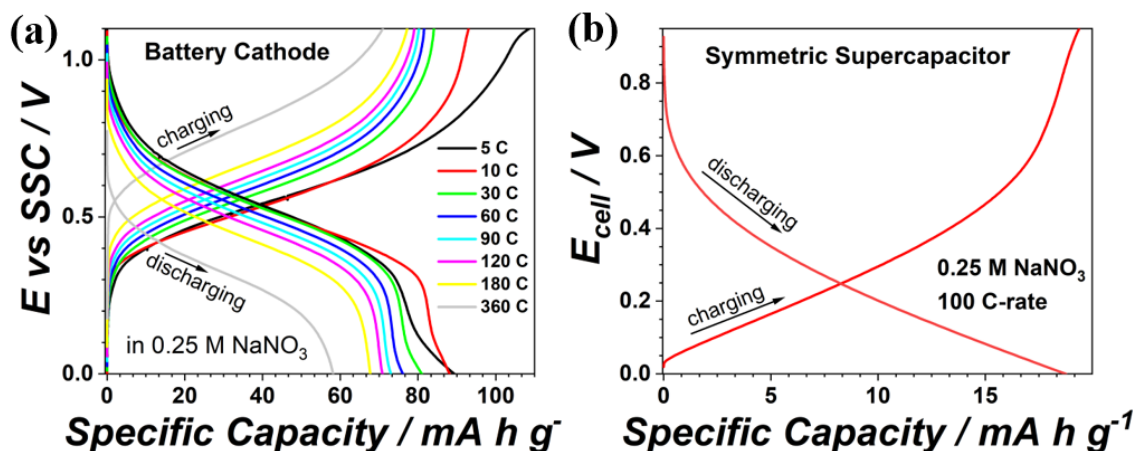 (a)
Battery Cathode
E vs SSC / V
1.0
0.5
0.0
charging
discharging
5 C
10 C
30 C
60 C
90 C
120 C
180 C
360 C
in 0.25 M NaNO₃
0 20 40 60 80 100
Specific Capacity / mA h g⁻
(b)
Symmetric Supercapacitor
E_cell / V
0.8
0.6
0.4
0.2
0.0
discharging
charging
0.25 M NaNO₃
100 C-rate
0 5 10 15
Specific Capacity / mA h g⁻¹